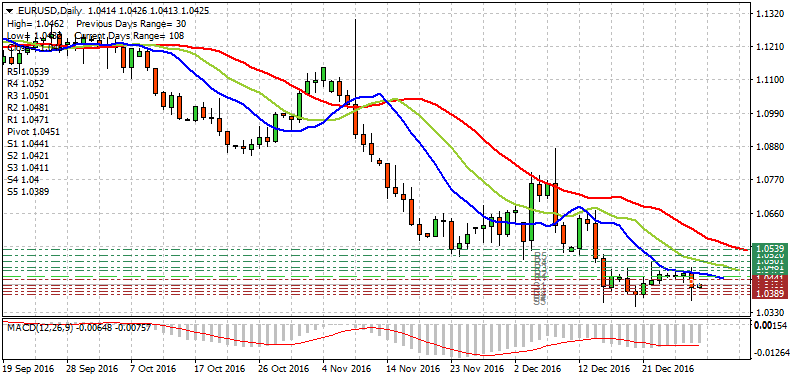 EURUSD,Daily 1.0414 1.0426 1.0413 1.0425
High= 1.0462 Previous Days Range= 30
Current Days Range= 108
R5 1.0539
R4 1.052
R3 1.0501
R2 1.0481
R1 1.0471
Pivot 1.0451
S1 1.0441
S2 1.0421
S3 1.0411
S4 1.04
S5 1.0389
1.1320
1.1210
1.1100
1.0990
1.0880
1.0770
1.0660
1.0539
1.0520
1.0441
1.0389
1.0330
MACD(12,26,9) -0.00648 -0.00757
0.00154
-0.01264
19 Sep 2016 28 Sep 2016 7 Oct 2016 17 Oct 2016 26 Oct 2016 4 Nov 2016 14 Nov 2016 23 Nov 2016 2 Dec 2016 12 Dec 2016 21 Dec 2016